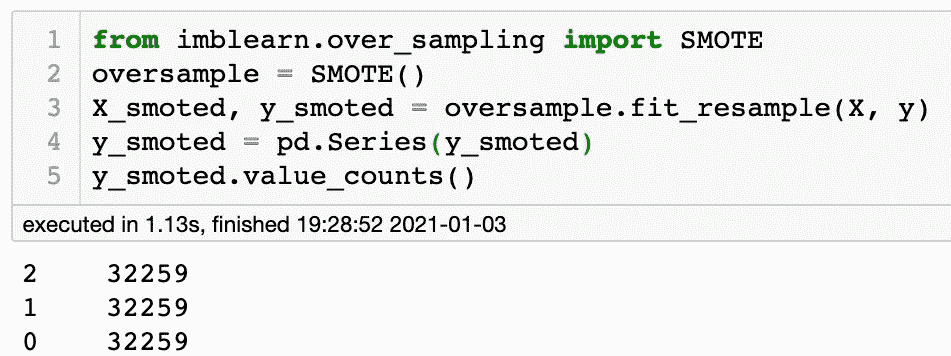 1 from imblearn.over_sampling import SMOTE
2 oversample = SMOTE()
3 X_smoted, y_smoted = oversample.fit_resample(X, y)
4 y_smoted = pd.Series(y_smoted)
5 y_smoted.value_counts()
executed in 1.13s, finished 19:28:52 2021-01-03
2 32259
1 32259
0 32259